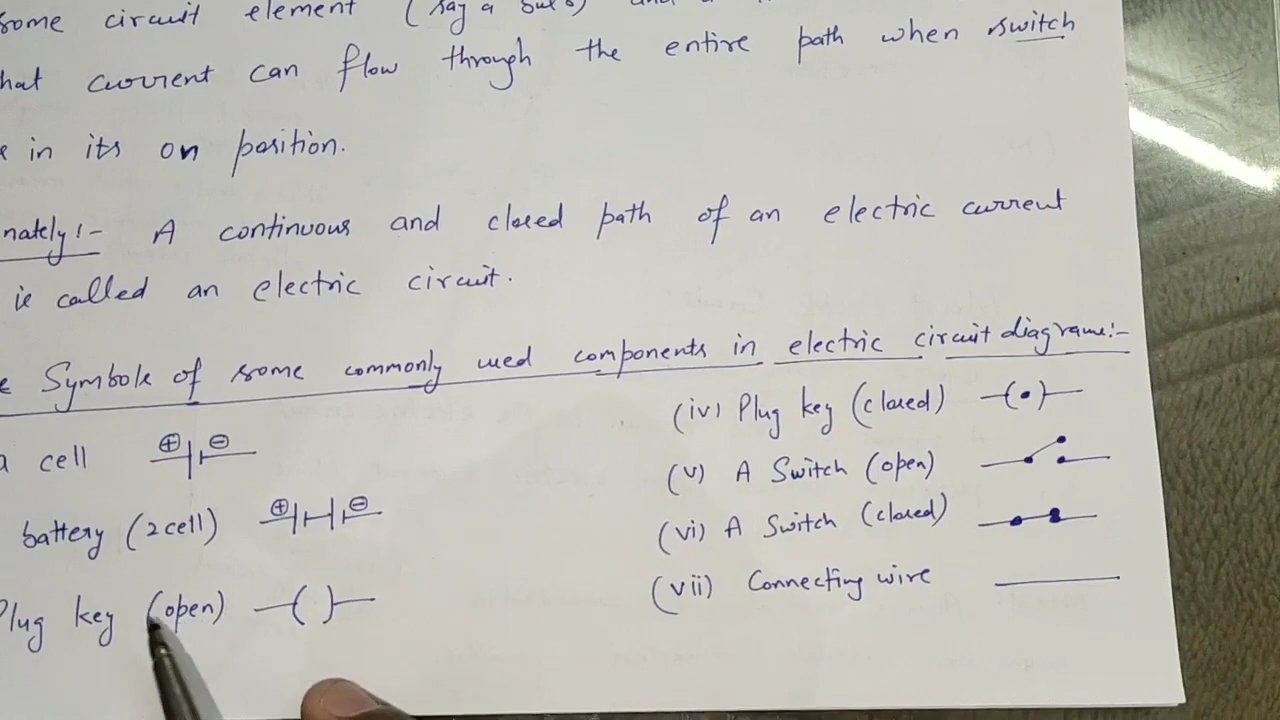 some circuit element (say a
that current can flow through the entire path when switch
in its on position.
nately:- A continuous and closed path of an electric current
is called an electric circuit.
Symbols of some commonly used components in electric circuit diagrams:-
a cell ⊕ ⊖
battery (2cell) ⊕ ⊖
Plug key (open)
(iv) Plug key (closed)
(v) A Switch (open)
(vi) A Switch (closed)
(vii) Connecting wire